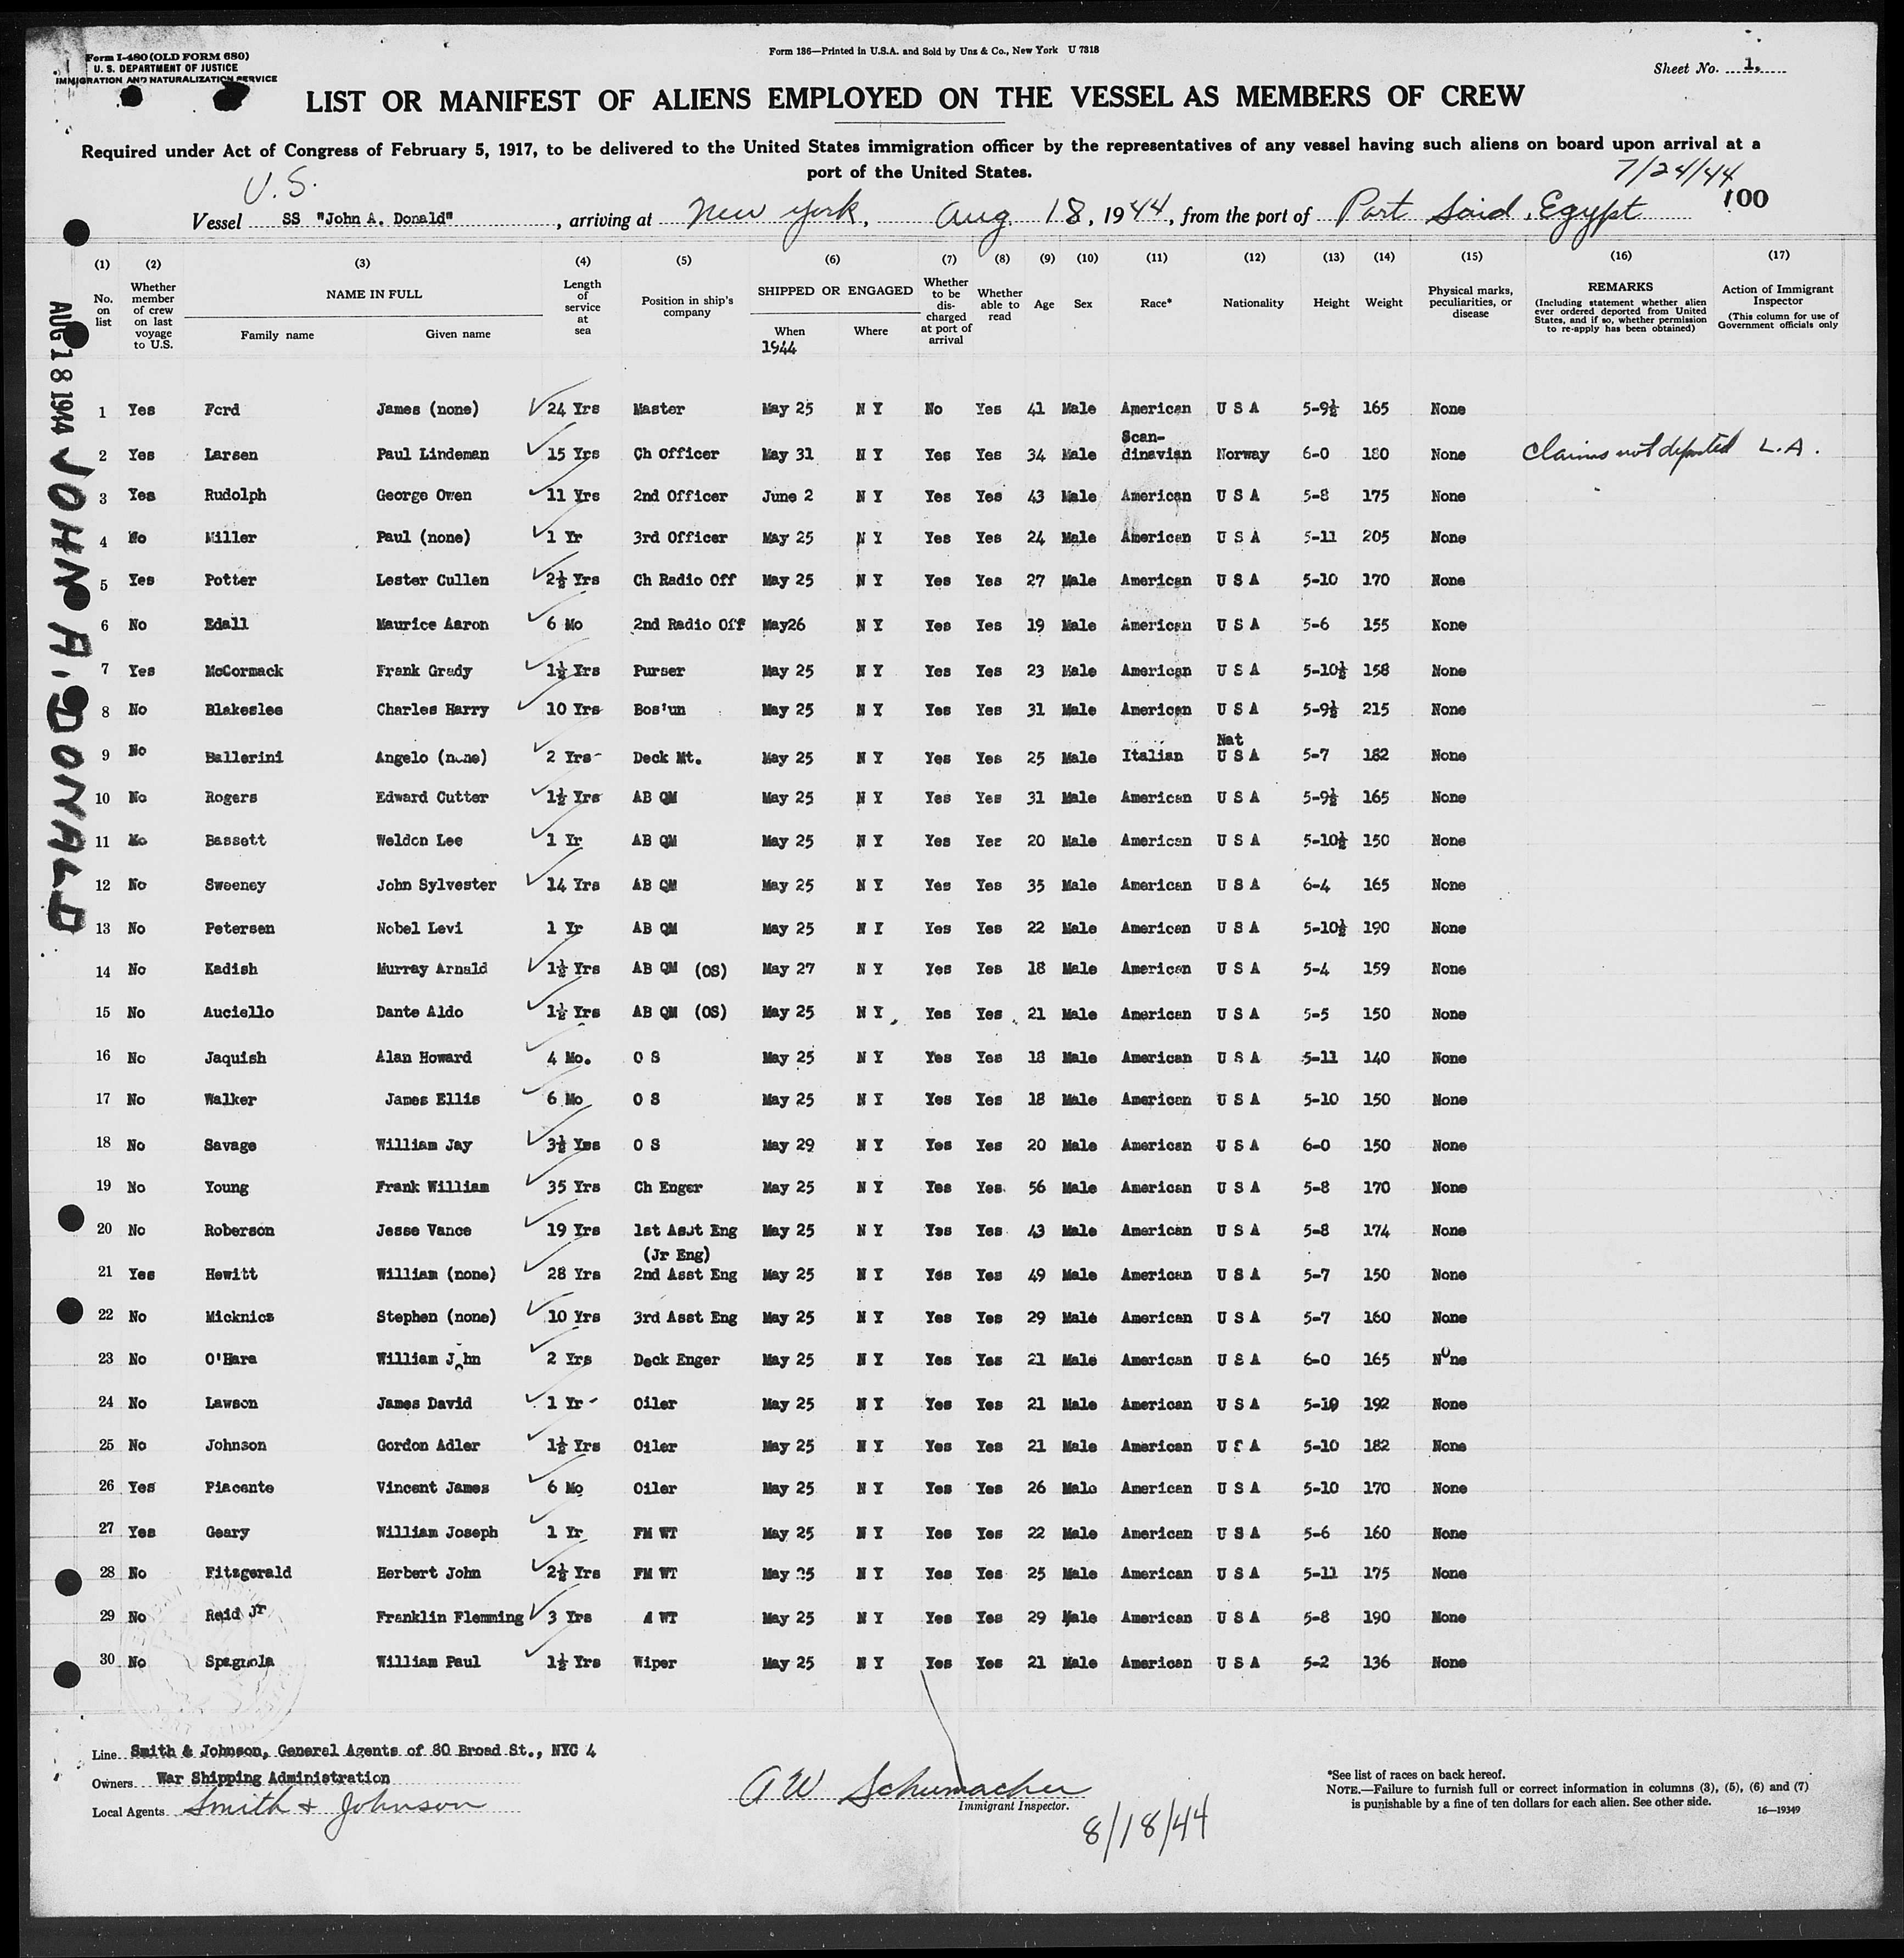 Form I-480 (OLD FORM 680)
U. S. DEPARTMENT OF JUSTICE
IMMIGRATION AND NATURALIZATION SERVICE
Form 136—Printed in U.S.A. and Sold by Unz & Co., New York U 7318
Sheet No. 1.
LIST OR MANIFEST OF ALIENS EMPLOYED ON THE VESSEL AS MEMBERS OF CREW
Required under Act of Congress of February 5, 1917, to be delivered to the United States immigration officer by the representatives of any vessel having such aliens on board upon arrival at a
port of the United States.
7/24/44
U.S.
100
Vessel SS "John A. Donald", arriving at New York, Aug. 18, 1944, from the port of Port Said, Egypt
AUG 18 1944 JOHN A. DONALD
(1) (2) (3) (4) (5) (6) (7) (8) (9) (10) (11) (12) (13) (14) (15) (16) (17)
No. on list
Whether member of crew on last voyage to U.S.
NAME IN FULL
Family name Given name
Length of service at sea
Position in ship's company
SHIPPED OR ENGAGED
When Where
1944
Whether to be discharged at port of arrival
Whether able to read
Age Sex Race* Nationality Height Weight
Physical marks, peculiarities, or disease
REMARKS
(Including statement whether alien ever ordered deported from United States, and if so, whether permission to re-apply has been obtained)
Action of Immigrant Inspector
(This column for use of Government officials only
1 Yes Ford James (none) 24 Yrs Master May 25 N Y No Yes 41 Male American U S A 5-9½ 165 None
2 Yes Larsen Paul Lindeman 15 Yrs Ch Officer May 31 N Y Yes Yes 34 Male Scandinavian Norway 6-0 180 None Claims not deported L.A.
3 Yes Rudolph George Owen 11 Yrs 2nd Officer June 2 N Y Yes Yes 43 Male American U S A 5-8 175 None
4 No Miller Paul (none) 1 Yr 3rd Officer May 25 N Y Yes Yes 24 Male American U S A 5-11 205 None
5 Yes Potter Lester Cullen 2½ Yrs Ch Radio Off May 25 N Y Yes Yes 27 Male American U S A 5-10 170 None
6 No Edall Maurice Aaron 6 Mo 2nd Radio Off May26 N Y Yes Yes 19 Male American U S A 5-6 155 None
7 Yes McCormack Frank Grady 1½ Yrs Purser May 25 N Y Yes Yes 23 Male American U S A 5-10½ 158 None
8 No Blakeslee Charles Harry 10 Yrs Bos'un May 25 N Y Yes Yes 31 Male American U S A 5-9½ 215 None
9 No Ballerini Angelo (none) 2 Yrs Deck Mt. May 25 N Y Yes Yes 25 Male Italian Nat U S A 5-7 182 None
10 No Rogers Edward Cutter 1½ Yrs AB QM May 25 N Y Yes Yes 31 Male American U S A 5-9½ 165 None
11 No Bassett Weldon Lee 1 Yr AB QM May 25 N Y Yes Yes 20 Male American U S A 5-10½ 150 None
12 No Sweeney John Sylvester 14 Yrs AB QM May 25 N Y Yes Yes 35 Male American U S A 6-4 165 None
13 No Petersen Nobel Levi 1 Yr AB QM May 25 N Y Yes Yes 22 Male American U S A 5-10½ 190 None
14 No Kadish Murray Arnald 1½ Yrs AB QM (OS) May 27 N Y Yes Yes 18 Male American U S A 5-4 159 None
15 No Auciello Dante Aldo 1½ Yrs AB QM (OS) May 25 N Y Yes Yes 21 Male American U S A 5-5 150 None
16 No Jaquish Alan Howard 4 Mo. O S May 25 N Y Yes Yes 18 Male American U S A 5-11 140 None
17 No Walker James Ellis 6 Mo O S May 25 N Y Yes Yes 18 Male American U S A 5-10 150 None
18 No Savage William Jay 3½ Yrs O S May 29 N Y Yes Yes 20 Male American U S A 6-0 150 None
19 No Young Frank William 35 Yrs Ch Enger May 25 N Y Yes Yes 56 Male American U S A 5-8 170 None
20 No Roberson Jesse Vance 19 Yrs 1st Asst Eng May 25 N Y Yes Yes 43 Male American U S A 5-8 174 None
(Jr Eng)
21 Yes Hewitt William (none) 28 Yrs 2nd Asst Eng May 25 N Y Yes Yes 49 Male American U S A 5-7 150 None
22 No Micknics Stephen (none) 10 Yrs 3rd Asst Eng May 25 N Y Yes Yes 29 Male American U S A 5-7 160 None
23 No O'Hara William John 2 Yrs Deck Enger May 25 N Y Yes Yes 21 Male American U S A 6-0 165 None
24 No Lawson James David 1 Yr Oiler May 25 N Y Yes Yes 21 Male American U S A 5-10 192 None
25 No Johnson Gordon Adler 1½ Yrs Oiler May 25 N Y Yes Yes 21 Male American U S A 5-10 182 None
26 Yes Piacente Vincent James 6 Mo Oiler May 25 N Y Yes Yes 26 Male American U S A 5-10 170 None
27 Yes Geary William Joseph 1 Yr FM WT May 25 N Y Yes Yes 22 Male American U S A 5-6 160 None
28 No Fitzgerald Herbert John 2½ Yrs FM WT May 25 N Y Yes Yes 25 Male American U S A 5-11 175 None
29 No Reid Jr Franklin Flemming 3 Yrs WT May 25 N Y Yes Yes 29 Male American U S A 5-8 190 None
30 No Spagnola William Paul 1½ Yrs Wiper May 25 N Y Yes Yes 21 Male American U S A 5-2 136 None
Line Smith & Johnson, General Agents of 80 Broad St., NYC 4
Owners War Shipping Administration
Local Agents Smith & Johnson
A W Schumacher
Immigrant Inspector.
8/18/44
*See list of races on back hereof.
NOTE.—Failure to furnish full or correct information in columns (3), (5), (6) and (7)
is punishable by a fine of ten dollars for each alien. See other side.
16—19349